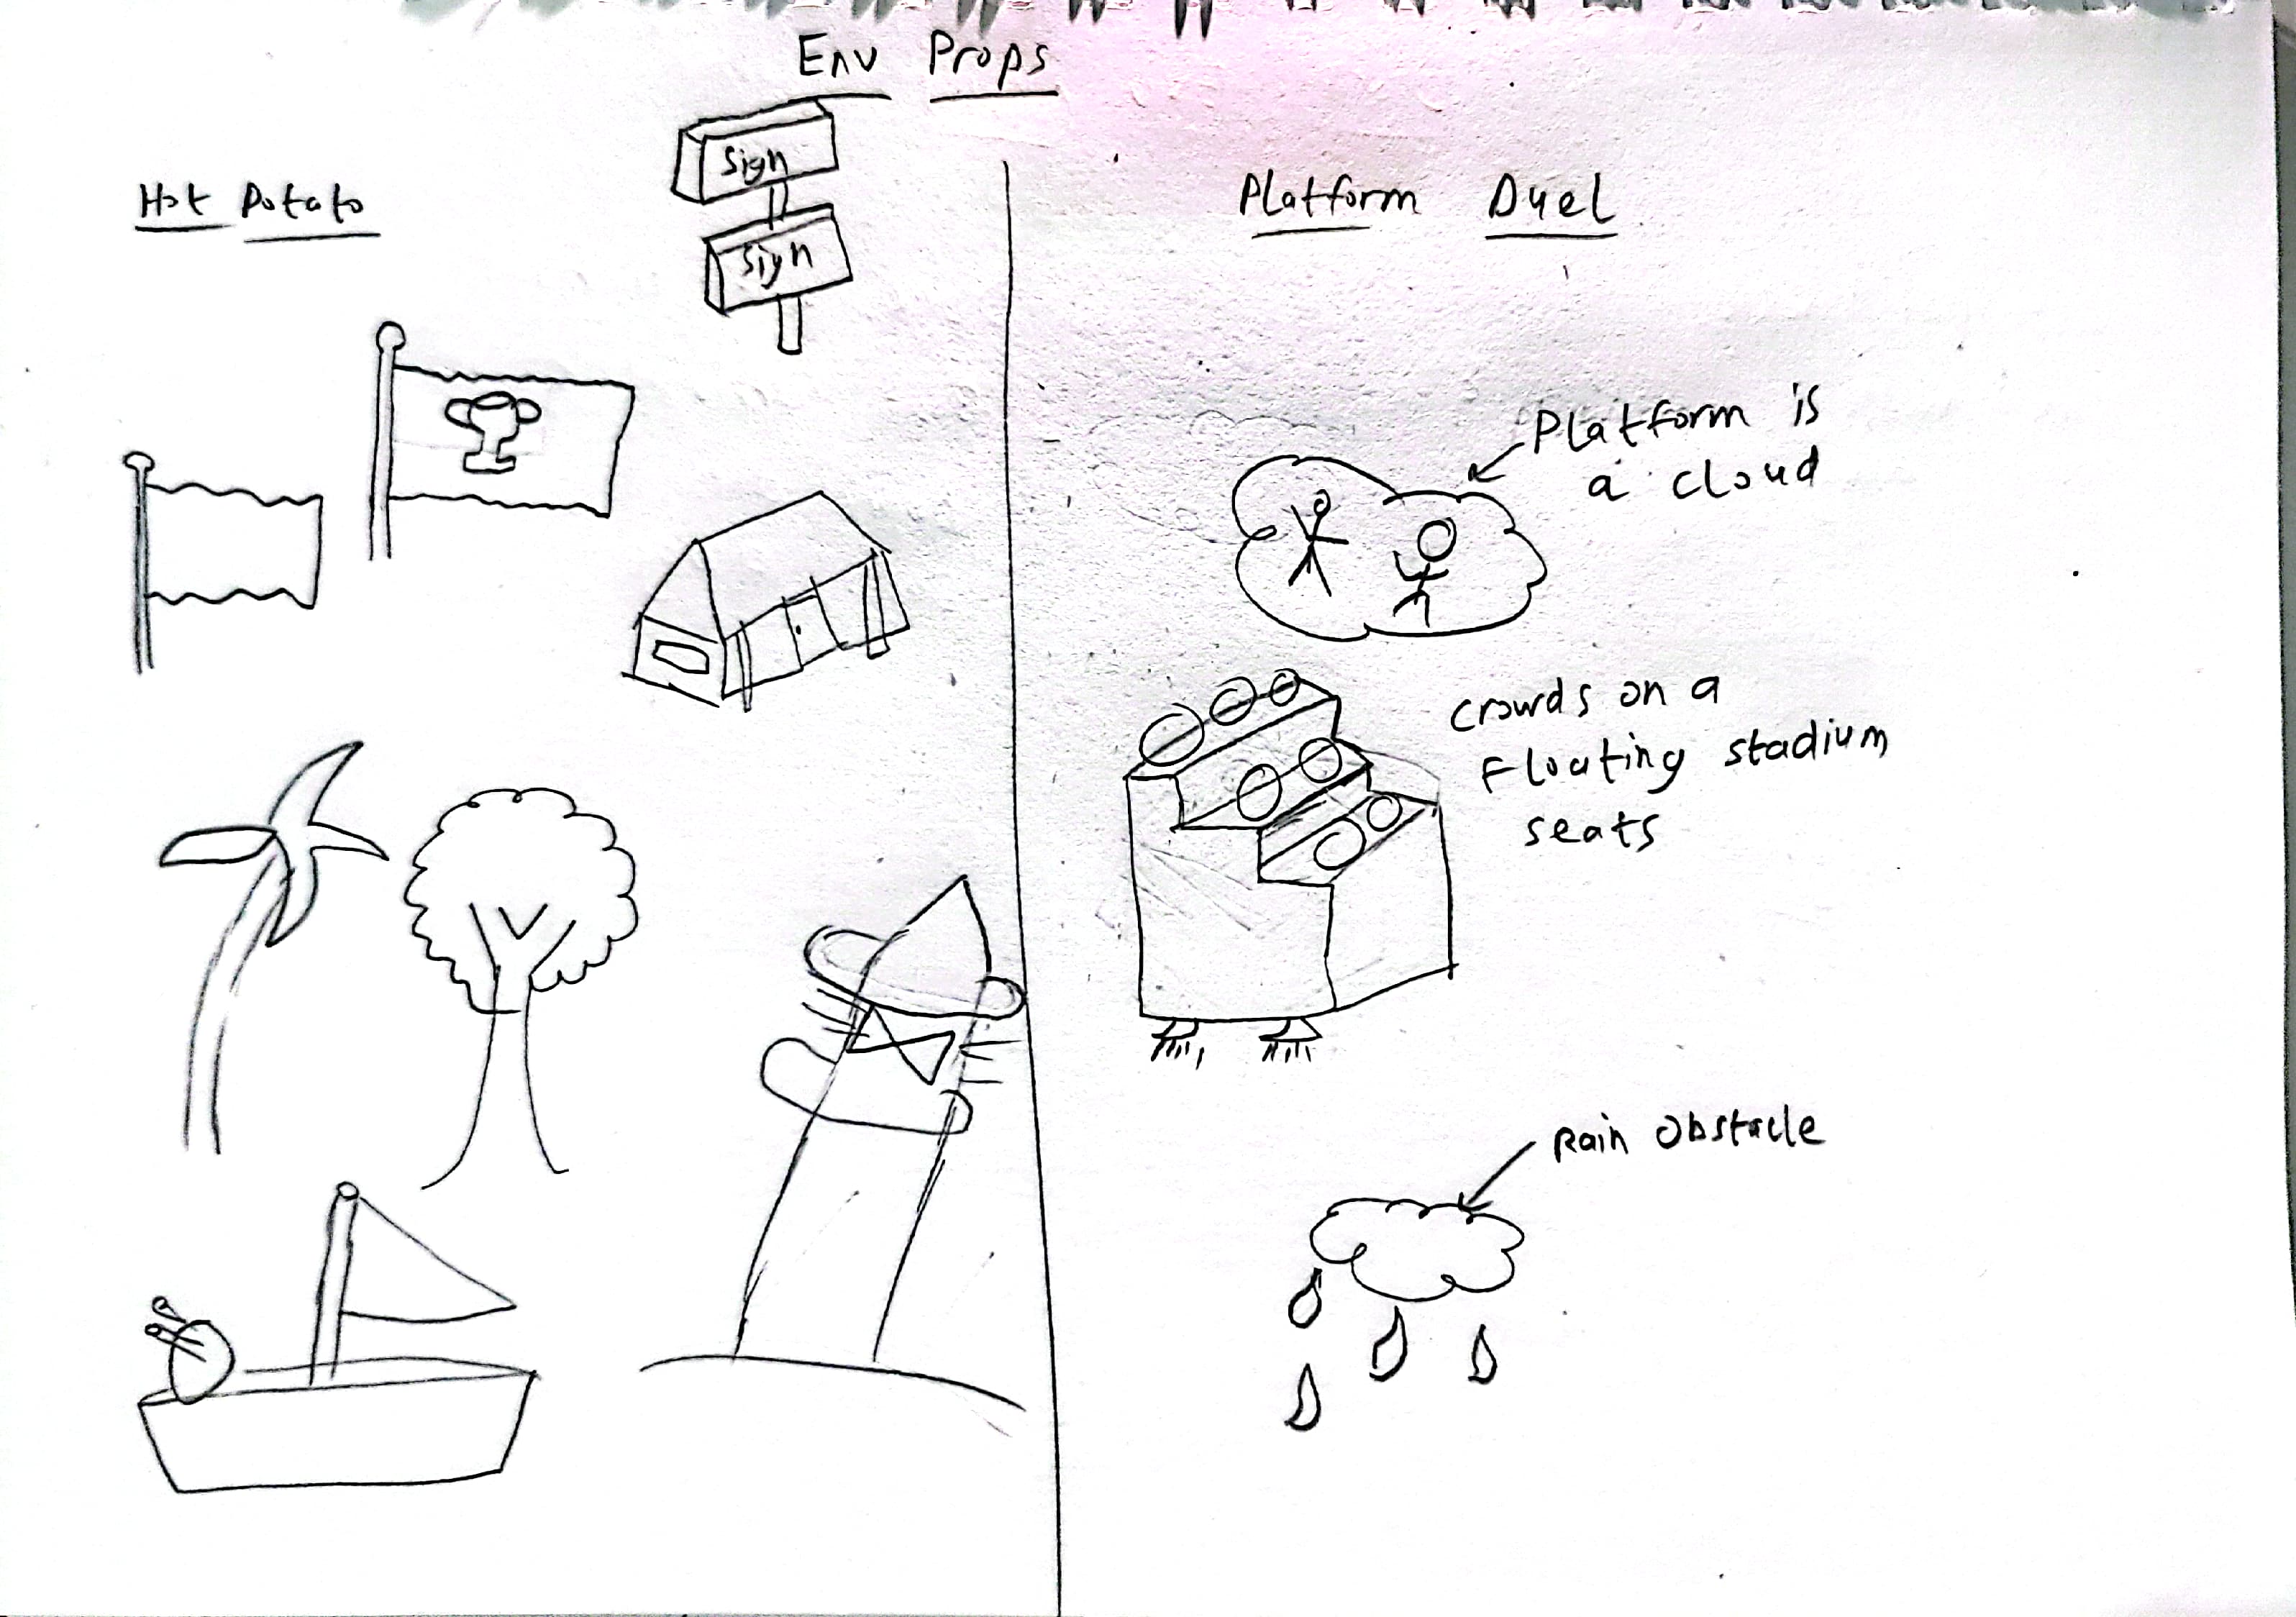 Env Props
Sign
Sign
Hot Potato
Platform Duel
Platform is
a cloud
crowds on a
Floating stadium
seats
Rain Obstacle